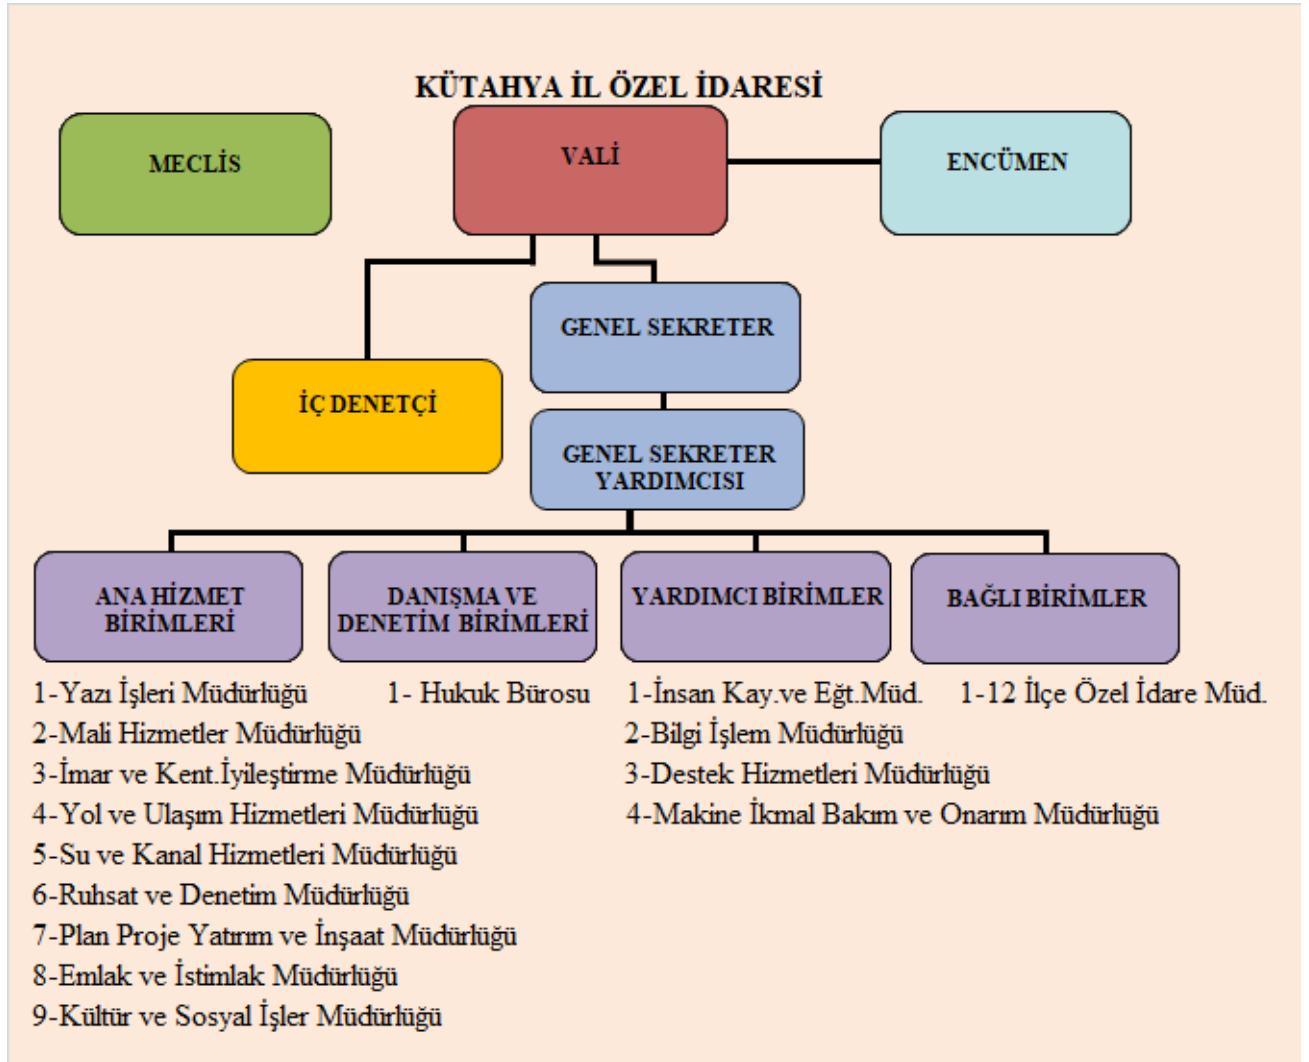 KÜTAHYA İL ÖZEL İDARESİ
MECLİS
VALİ
ENCÜMEN
GENEL SEKRETER
İÇ DENETÇİ
GENEL SEKRETER
YARDIMCISI
ANA HİZMET
BİRİMLERİ
DANIŞMA VE
DENETİM BİRİMLERİ
YARDIMCI BİRİMLER
BAĞLI BİRİMLER
1-Yazı İşleri Müdürlüğü
2-Mali Hizmetler Müdürlüğü
3-İmar ve Kent.İyileştirme Müdürlüğü
4-Yol ve Ulaşım Hizmetleri Müdürlüğü
5-Su ve Kanal Hizmetleri Müdürlüğü
6-Ruhsat ve Denetim Müdürlüğü
7-Plan Proje Yatırım ve İnşaat Müdürlüğü
8-Emlak ve İstimlak Müdürlüğü
9-Kültür ve Sosyal İşler Müdürlüğü
1- Hukuk Bürosu
1-İnsan Kay.ve Eğt.Müd.
2-Bilgi İşlem Müdürlüğü
3-Destek Hizmetleri Müdürlüğü
4-Makine İkmal Bakım ve Onarım Müdürlüğü
1-12 İlçe Özel İdare Müd.